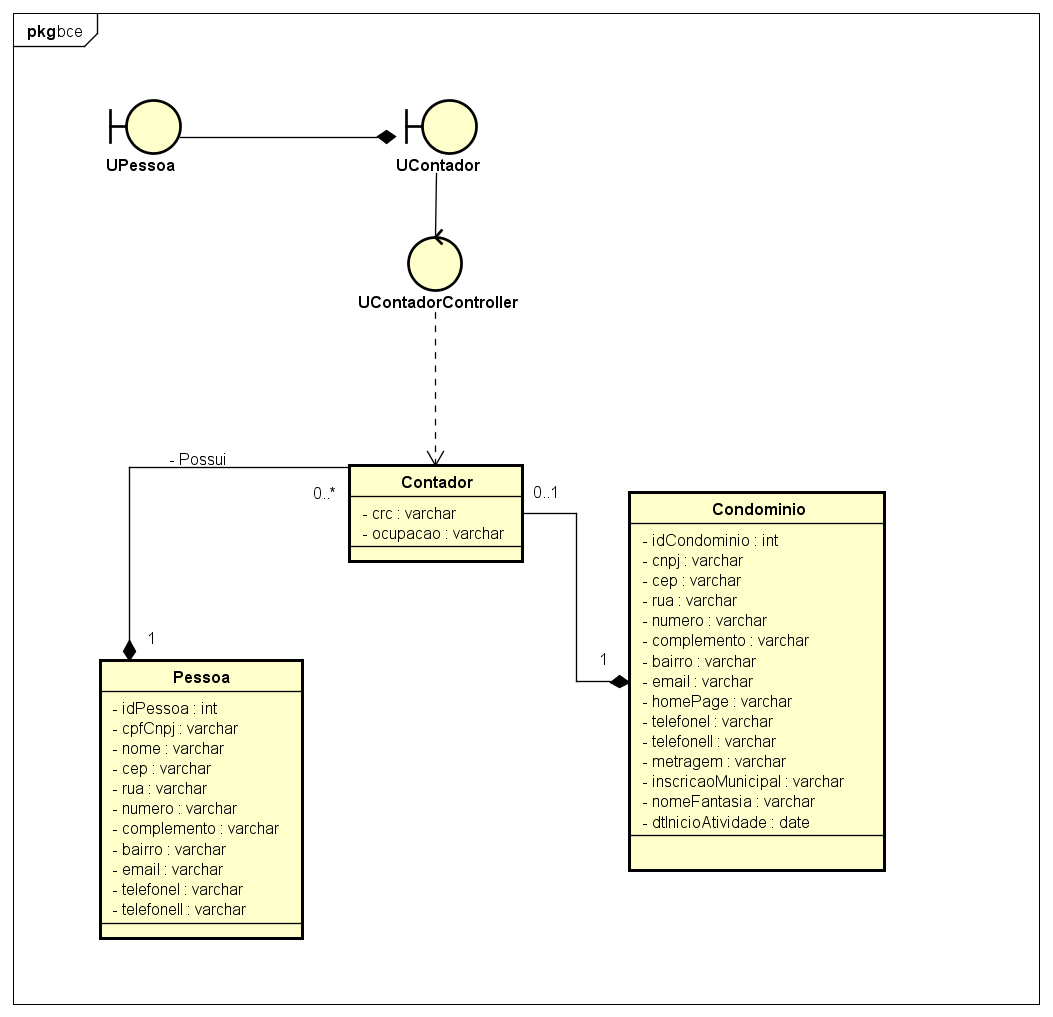 pkg bce
UPessoa
UContador
UContadorController
- Possui
0..*
Contador
- crc : varchar
- ocupacao : varchar
0..1
1
1
Pessoa
- idPessoa : int
- cpfCnpj : varchar
- nome : varchar
- cep : varchar
- rua : varchar
- numero : varchar
- complemento : varchar
- bairro : varchar
- email : varchar
- telefoneI : varchar
- telefoneII : varchar
Condominio
- idCondominio : int
- cnpj : varchar
- cep : varchar
- rua : varchar
- numero : varchar
- complemento : varchar
- bairro : varchar
- email : varchar
- homePage : varchar
- telefoneI : varchar
- telefoneII : varchar
- metragem : varchar
- inscricaoMunicipal : varchar
- nomeFantasia : varchar
- dtInicioAtividade : date